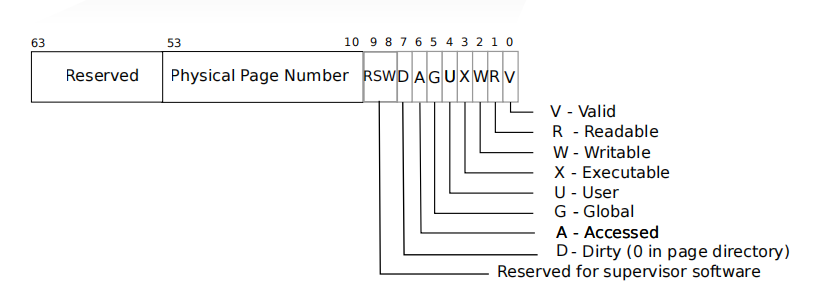 63 53 10 9 8 7 6 5 4 3 2 1 0
Reserved Physical Page Number RSW D A G U X W R V
V - Valid
R - Readable
W - Writable
X - Executable
U - User
G - Global
A - Accessed
D - Dirty (0 in page directory)
Reserved for supervisor software